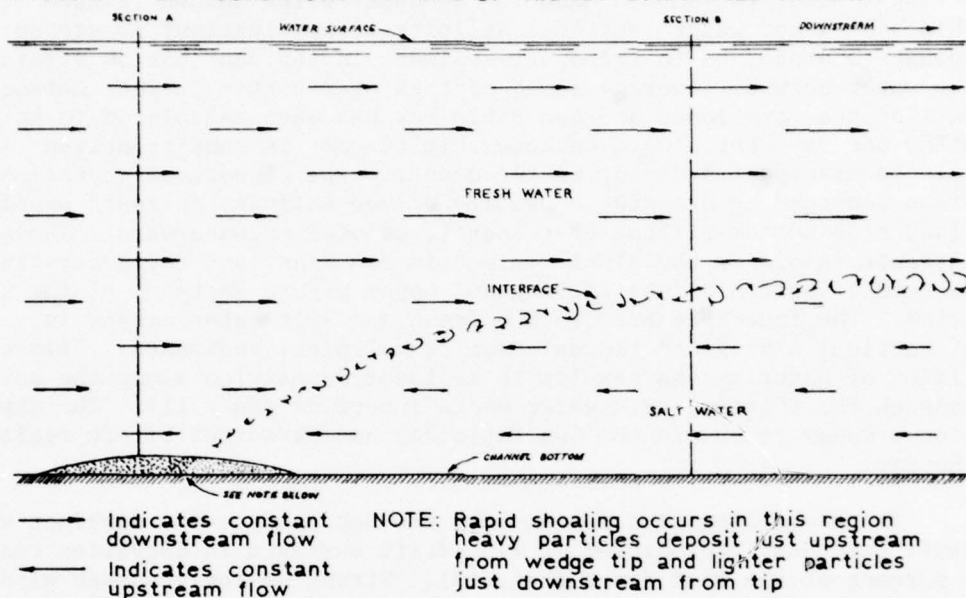 SECTION A
SECTION B
WATER SURFACE
DOWNSTREAM
FRESH WATER
INTERFACE
SALT WATER
CHANNEL BOTTOM
SEE NOTE BELOW
Indicates constant
downstream flow
Indicates constant
upstream flow
NOTE: Rapid shoaling occurs in this region
heavy particles deposit just upstream
from wedge tip and lighter particles
just downstream from tip